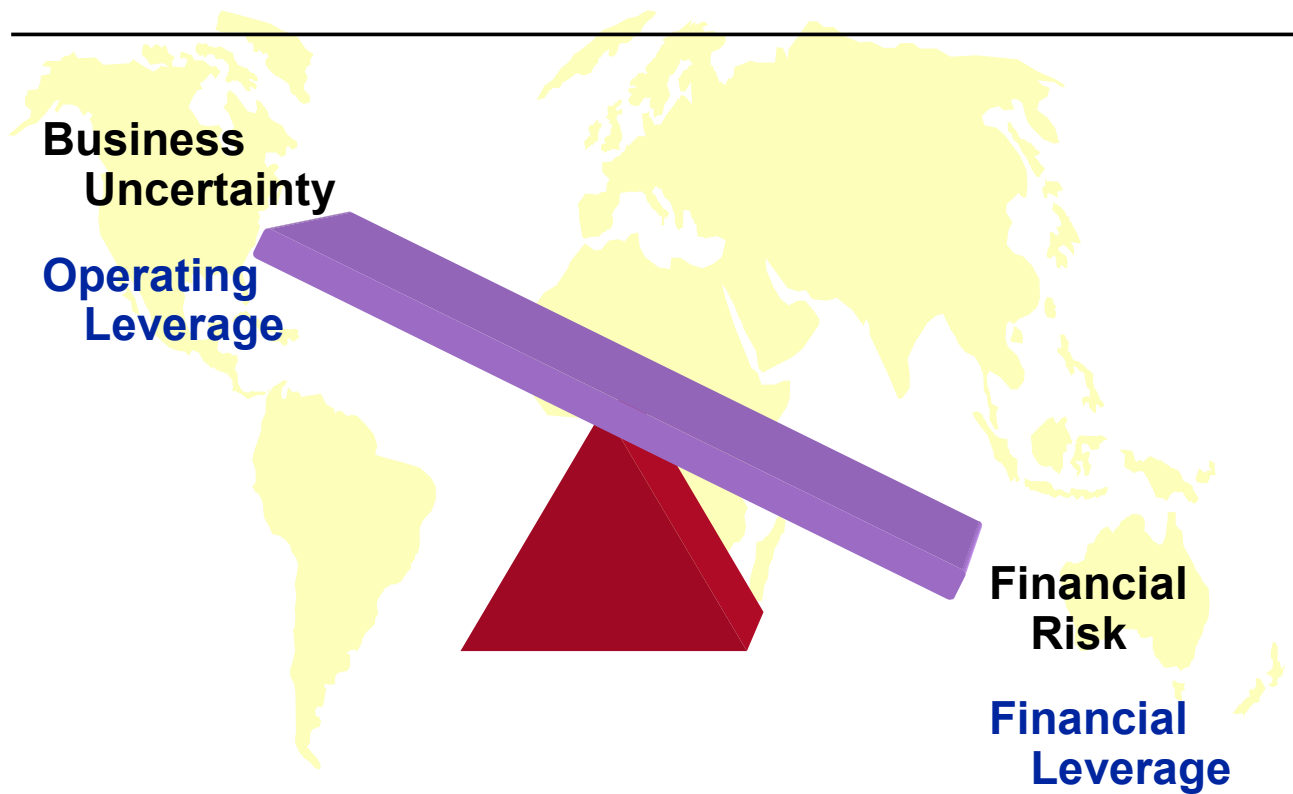 Business
Uncertainty
Operating
Leverage
Financial
Risk
Financial
Leverage